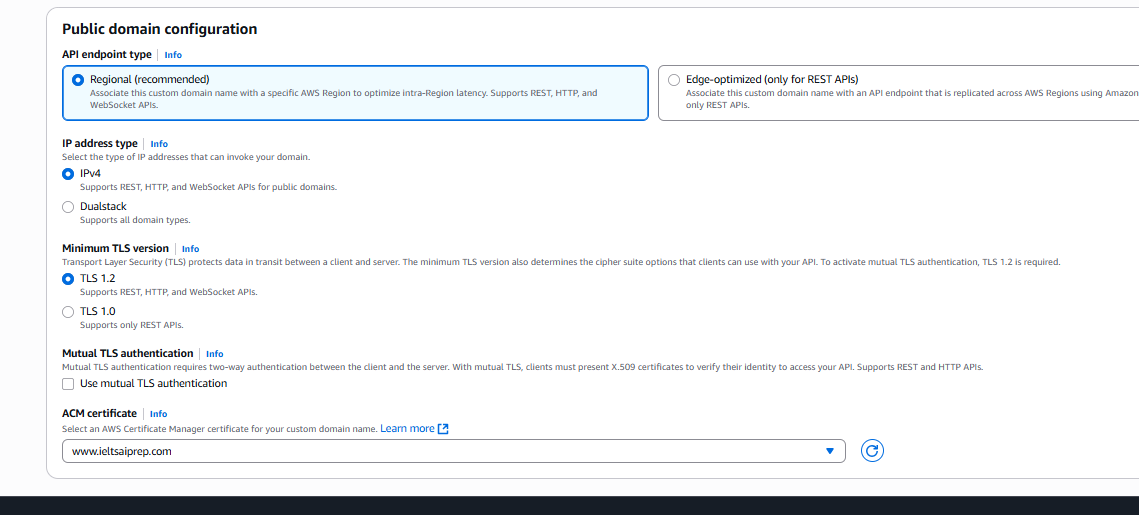 Public domain configuration
API endpoint type Info
Regional (recommended)
Associate this custom domain name with a specific AWS Region to optimize intra-Region latency. Supports REST, HTTP, and
WebSocket APIs.
Edge-optimized (only for REST APIs)
Associate this custom domain name with an API endpoint that is replicated across AWS Regions using Amazon
only REST APIs.
IP address type Info
Select the type of IP addresses that can invoke your domain.
IPv4
Supports REST, HTTP, and WebSocket APIs for public domains.
Dualstack
Supports all domain types.
Minimum TLS version Info
Transport Layer Security (TLS) protects data in transit between a client and server. The minimum TLS version also determines the cipher suite options that clients can use with your API. To activate mutual TLS authentication, TLS 1.2 is required.
TLS 1.2
Supports REST, HTTP, and WebSocket APIs.
TLS 1.0
Supports only REST APIs.
Mutual TLS authentication Info
Mutual TLS authentication requires two-way authentication between the client and the server. With mutual TLS, clients must present X.509 certificates to verify their identity to access your API. Supports REST and HTTP APIs.
Use mutual TLS authentication
ACM certificate Info
Select an AWS Certificate Manager certificate for your custom domain name. Learn more
www.ieltsaiprep.com